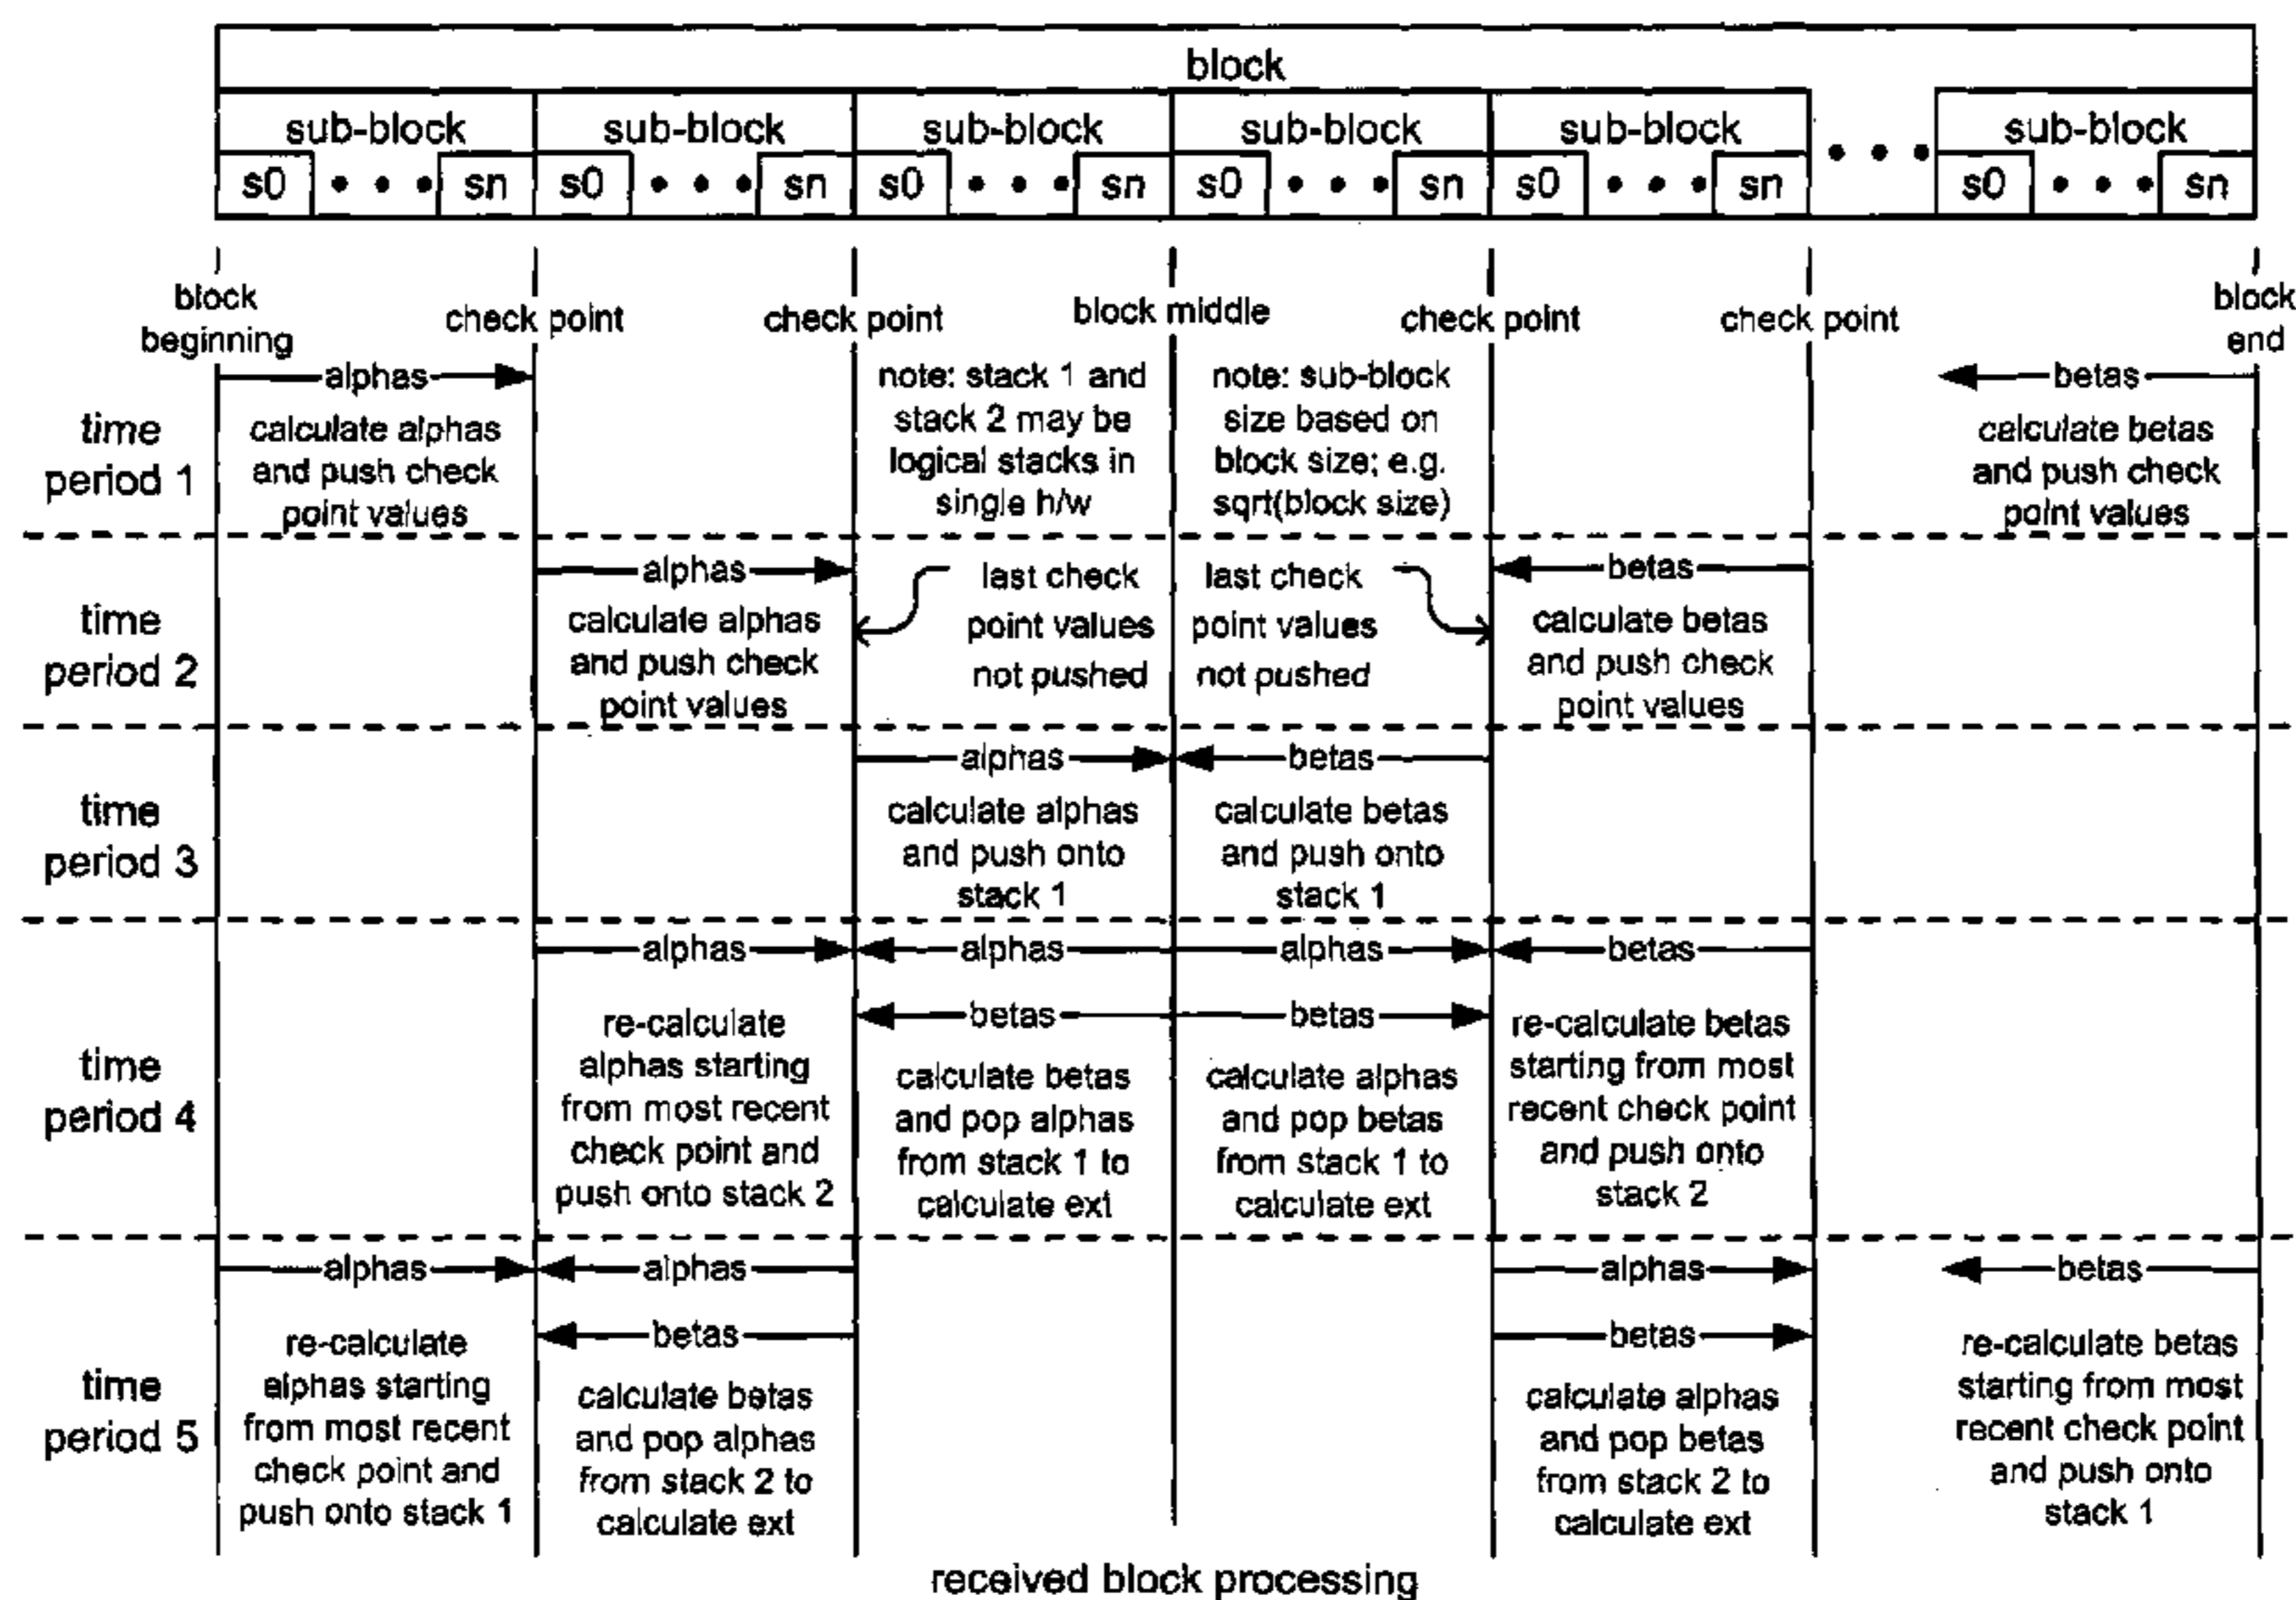 block
sub-block sub-block sub-block sub-block sub-block sub-block
s0 • • • sn s0 • • • sn s0 • • • sn s0 • • • sn s0 • • • sn • • • s0 • • • sn
block
beginning
check point
check point
block middle
check point
check point
block
end
time
period 1
alphas
calculate alphas
and push check
point values
note: stack 1 and
stack 2 may be
logical stacks in
single h/w
note: sub-block
size based on
block size; e.g.
sqrt(block size)
betas
calculate betas
and push check
point values
time
period 2
alphas
calculate alphas
and push check
point values
last check
point values
not pushed
last check
point values
not pushed
betas
calculate betas
and push check
point values
time
period 3
alphas
calculate alphas
and push onto
stack 1
betas
calculate betas
and push onto
stack 1
time
period 4
alphas
re-calculate
alphas starting
from most recent
check point and
push onto stack 2
alphas
betas
calculate betas
and pop alphas
from stack 1 to
calculate ext
alphas
betas
calculate alphas
and pop betas
from stack 1 to
calculate ext
betas
re-calculate betas
starting from most
recent check point
and push onto
stack 2
time
period 5
alphas
re-calculate
alphas starting
from most recent
check point and
push onto stack 1
alphas
betas
calculate betas
and pop alphas
from stack 2 to
calculate ext
alphas
betas
calculate alphas
and pop betas
from stack 2 to
calculate ext
betas
re-calculate betas
starting from most
recent check point
and push onto
stack 1
received block processing